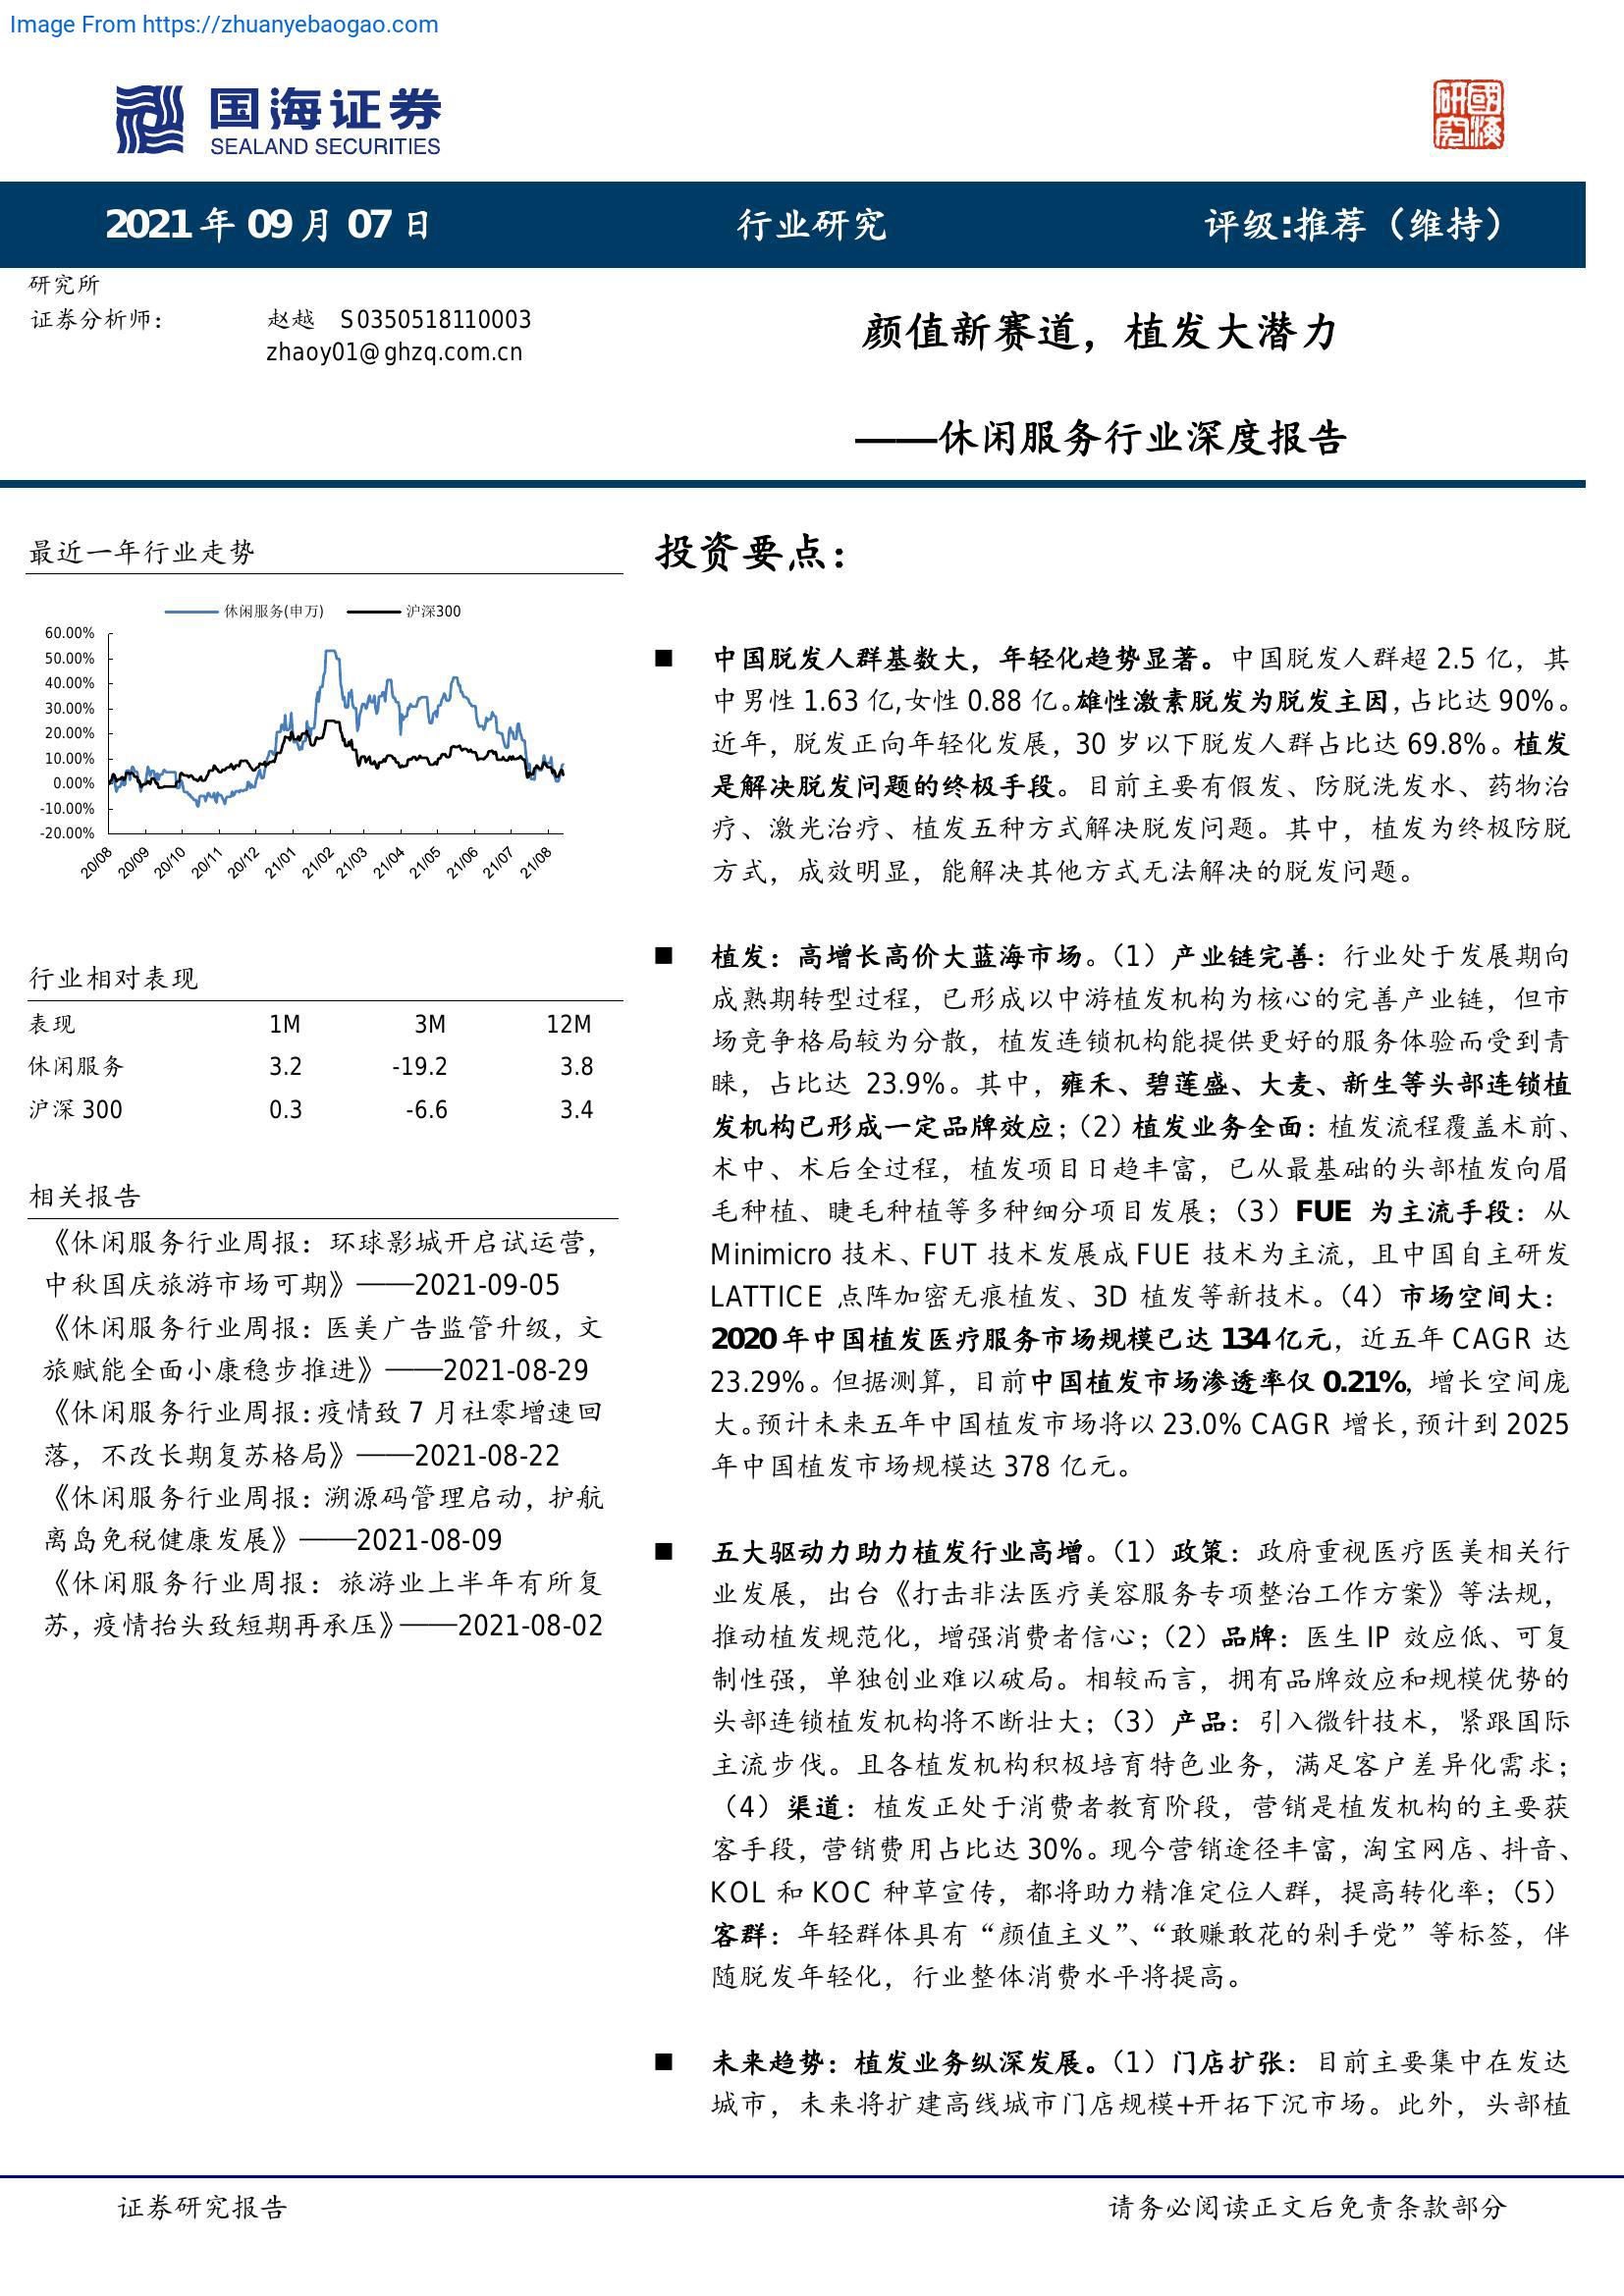 Image From https://zhuanyebaogao.com
国海证券
SEALAND SECURITIES
研究
國海
2021 年 09 月 07 日
行业研究
评级:推荐（维持）
研究所
证券分析师：
赵越 S0350518110003
zhaoy01@ghzq.com.cn
颜值新赛道，植发大潜力
——休闲服务行业深度报告
最近一年行业走势
休闲服务(申万)
沪深300
60.00%
50.00%
40.00%
30.00%
20.00%
10.00%
0.00%
-10.00%
-20.00%
20/08
20/09
20/10
20/11
20/12
21/01
21/02
21/03
21/04
21/05
21/06
21/07
21/08
行业相对表现
表现 1M 3M 12M
休闲服务 3.2 -19.2 3.8
沪深 300 0.3 -6.6 3.4
相关报告
《休闲服务行业周报：环球影城开启试运营，
中秋国庆旅游市场可期》——2021-09-05
《休闲服务行业周报：医美广告监管升级，文
旅赋能全面小康稳步推进》——2021-08-29
《休闲服务行业周报：疫情致 7 月社零增速回
落，不改长期复苏格局》——2021-08-22
《休闲服务行业周报：溯源码管理启动，护航
离岛免税健康发展》——2021-08-09
《休闲服务行业周报：旅游业上半年有所复
苏，疫情抬头致短期再承压》——2021-08-02
投资要点：
■ 中国脱发人群基数大，年轻化趋势显著。中国脱发人群超 2.5 亿，其
中男性 1.63 亿,女性 0.88 亿。雄性激素脱发为脱发主因，占比达 90%。
近年，脱发正向年轻化发展，30 岁以下脱发人群占比达 69.8%。植发
是解决脱发问题的终极手段。目前主要有假发、防脱洗发水、药物治
疗、激光治疗、植发五种方式解决脱发问题。其中，植发为终极防脱
方式，成效明显，能解决其他方式无法解决的脱发问题。
■ 植发：高增长高价大蓝海市场。（1）产业链完善：行业处于发展期向
成熟期转型过程，已形成以中游植发机构为核心的完善产业链，但市
场竞争格局较为分散，植发连锁机构能提供更好的服务体验而受到青
睐，占比达 23.9%。其中，雍禾、碧莲盛、大麦、新生等头部连锁植
发机构已形成一定品牌效应；（2）植发业务全面：植发流程覆盖术前、
术中、术后全过程，植发项目日趋丰富，已从最基础的头部植发向眉
毛种植、睫毛种植等多种细分项目发展；（3）FUE 为主流手段：从
Minimicro 技术、FUT 技术发展成 FUE 技术为主流，且中国自主研发
LATTICE 点阵加密无痕植发、3D 植发等新技术。（4）市场空间大：
2020 年中国植发医疗服务市场规模已达 134 亿元，近五年 CAGR 达
23.29%。但据测算，目前中国植发市场渗透率仅 0.21%，增长空间庞
大。预计未来五年中国植发市场将以 23.0% CAGR 增长，预计到 2025
年中国植发市场规模达 378 亿元。
■ 五大驱动力助力植发行业高增。（1）政策：政府重视医疗医美相关行
业发展，出台《打击非法医疗美容服务专项整治工作方案》等法规，
推动植发规范化，增强消费者信心；（2）品牌：医生 IP 效应低、可复
制性强，单独创业难以破局。相较而言，拥有品牌效应和规模优势的
头部连锁植发机构将不断壮大；（3）产品：引入微针技术，紧跟国际
主流步伐。且各植发机构积极培育特色业务，满足客户差异化需求；
（4）渠道：植发正处于消费者教育阶段，营销是植发机构的主要获
客手段，营销费用占比达 30%。现今营销途径丰富，淘宝网店、抖音、
KOL 和 KOC 种草宣传，都将助力精准定位人群，提高转化率；（5）
客群：年轻群体具有“颜值主义”、“敢赚敢花的剁手党”等标签，伴
随脱发年轻化，行业整体消费水平将提高。
■ 未来趋势：植发业务纵深发展。（1）门店扩张：目前主要集中在发达
城市，未来将扩建高线城市门店规模+开拓下沉市场。此外，头部植
证券研究报告
请务必阅读正文后免责条款部分